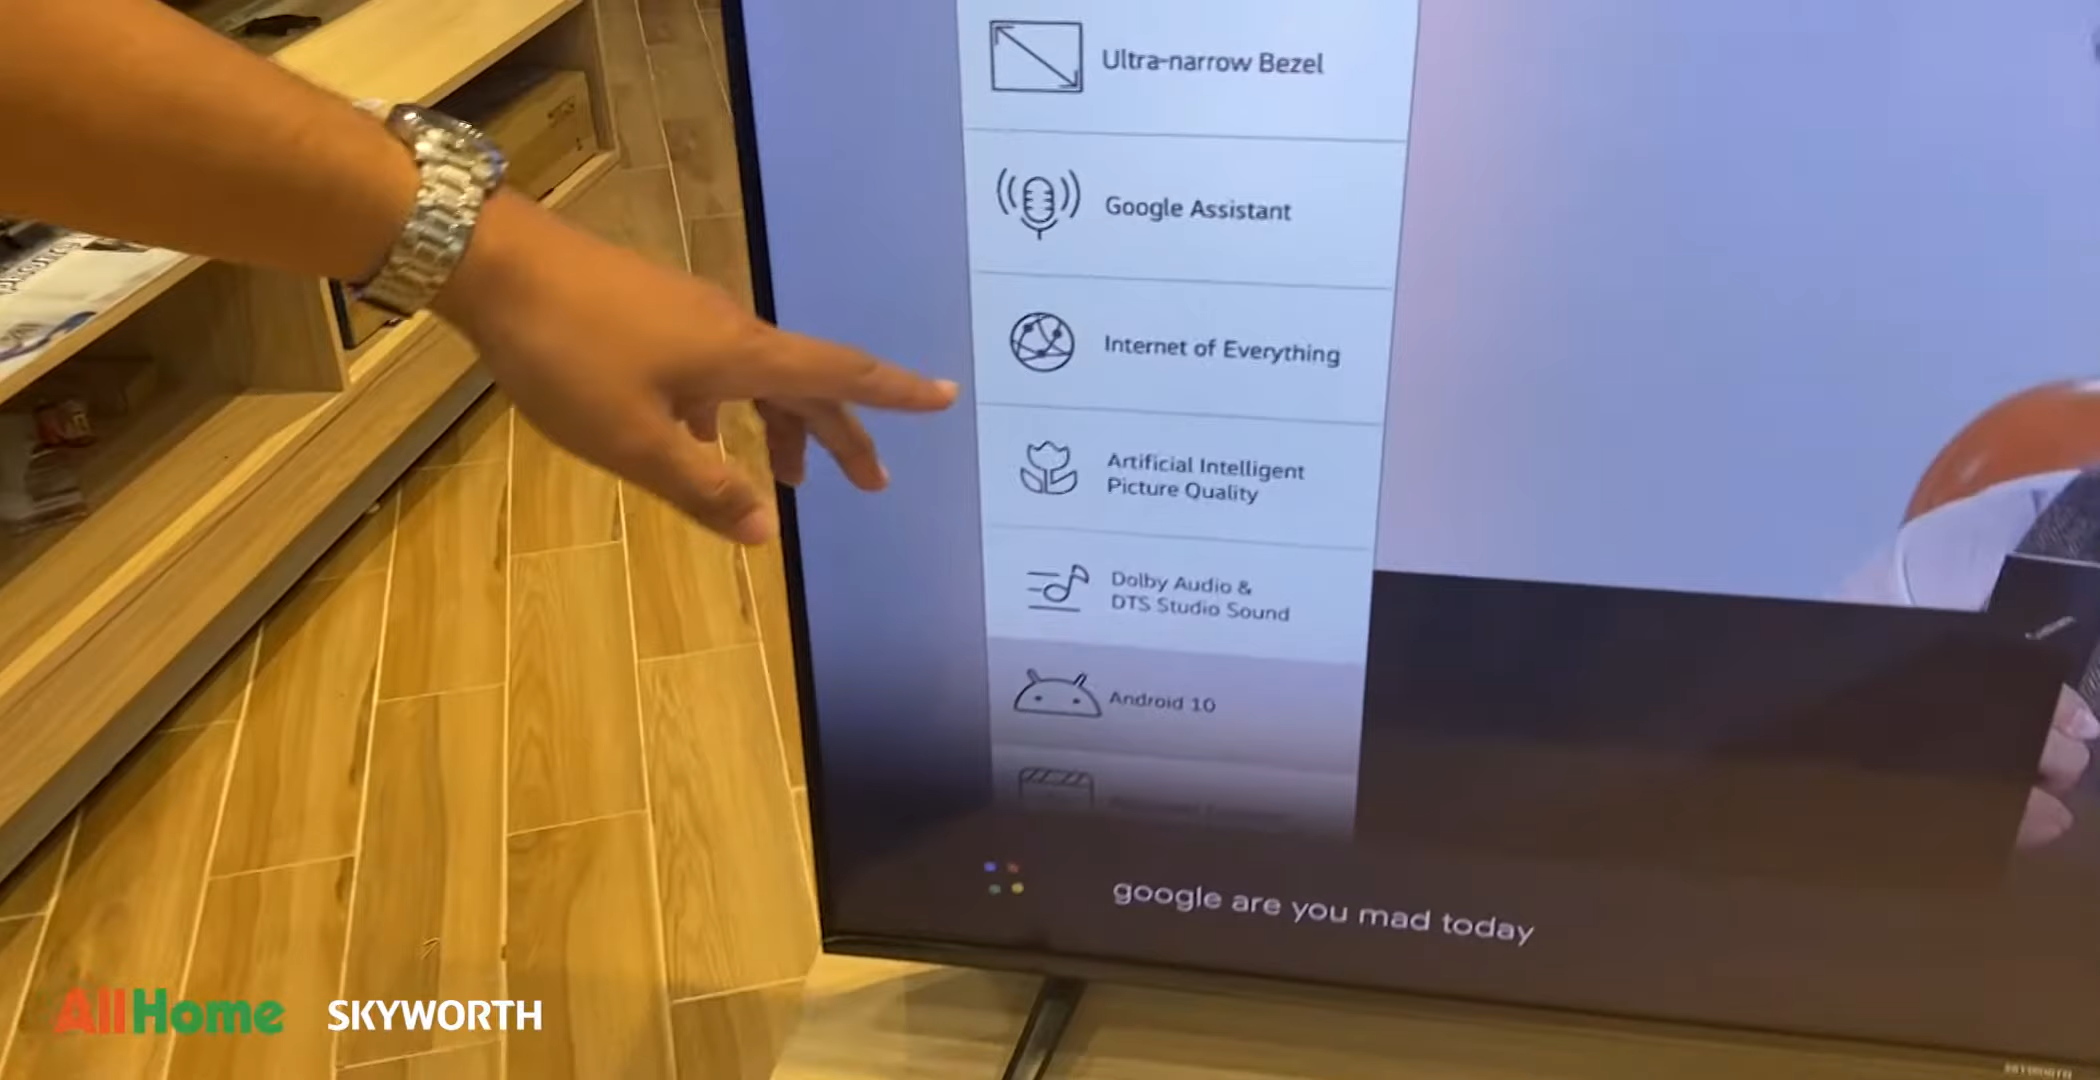 Ultra-narrow Bezel
Google Assistant
Internet of Everything
Artificial Intelligent
Picture Quality
Dolby Audio &
DTS Studio Sound
Android 10
google are you mad today
AllHome
SKYWORTH
SKYWORTH